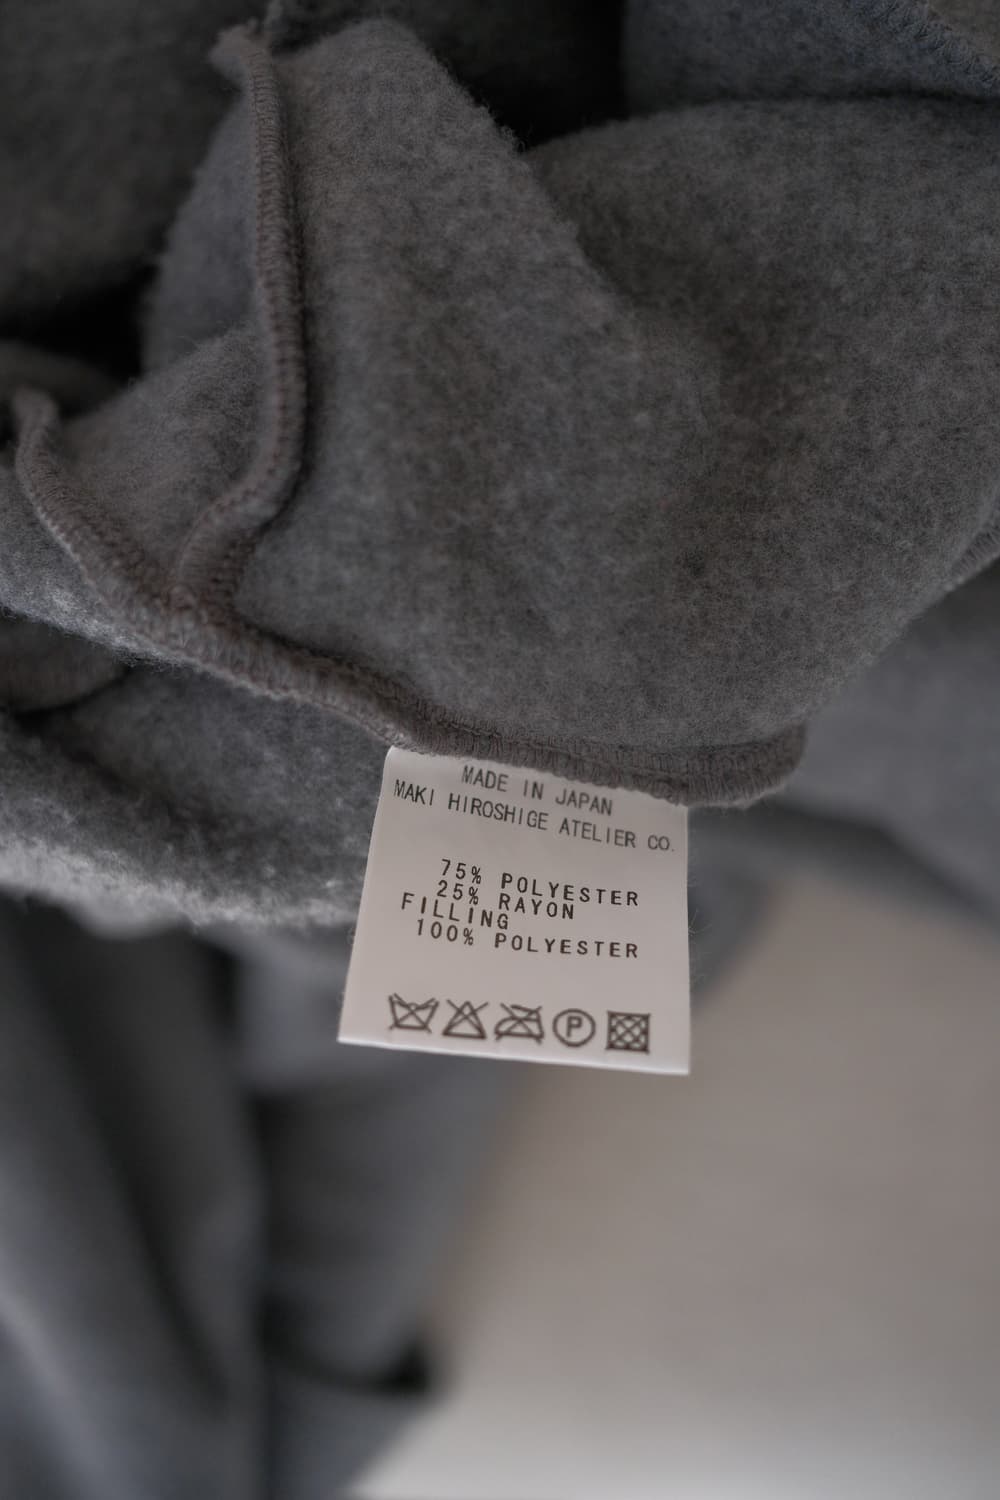 MADE IN JAPAN
MAKI HIROSHIGE ATELIER CO.
75% POLYESTER
25% RAYON
FILLING
100% POLYESTER
P